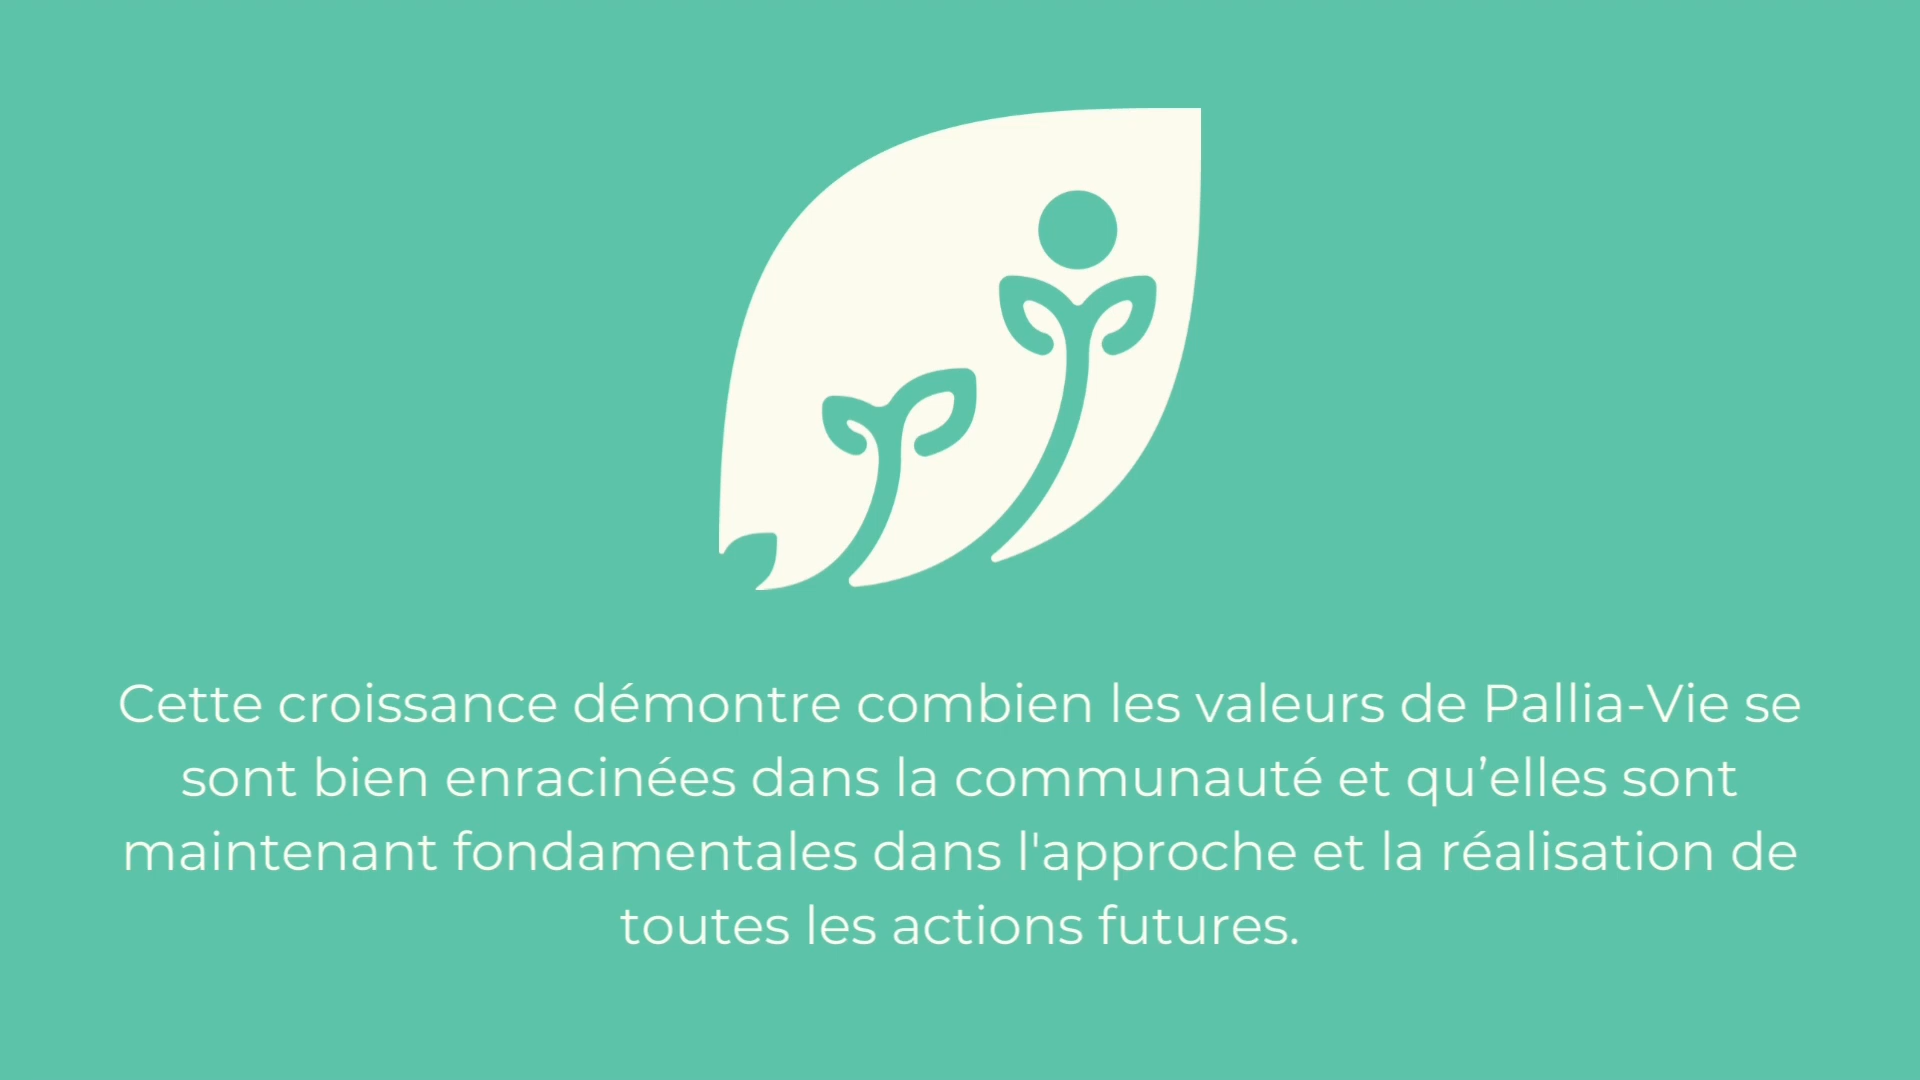 Cette croissance démontre combien les valeurs de Pallia-Vie se
sont bien enracinées dans la communauté et qu’elles sont
maintenant fondamentales dans l'approche et la réalisation de
toutes les actions futures.